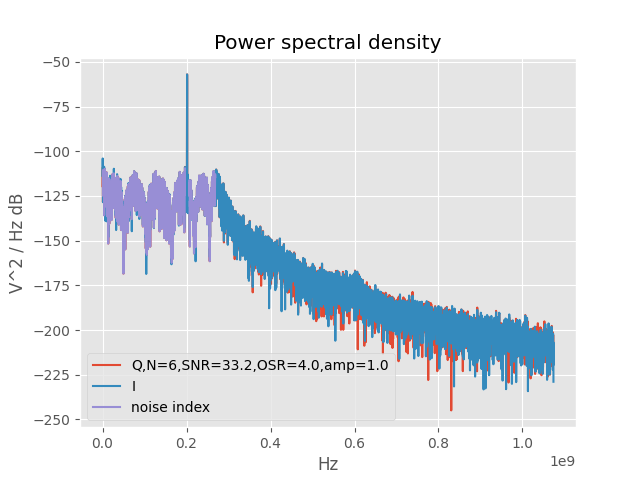 Power spectral density
V^2 / Hz dB
−50
−75
−100
−125
−150
−175
−200
−225
−250
Q,N=6,SNR=33.2,OSR=4.0,amp=1.0
I
noise index
0.0 0.2 0.4 0.6 0.8 1.0
1e9
Hz